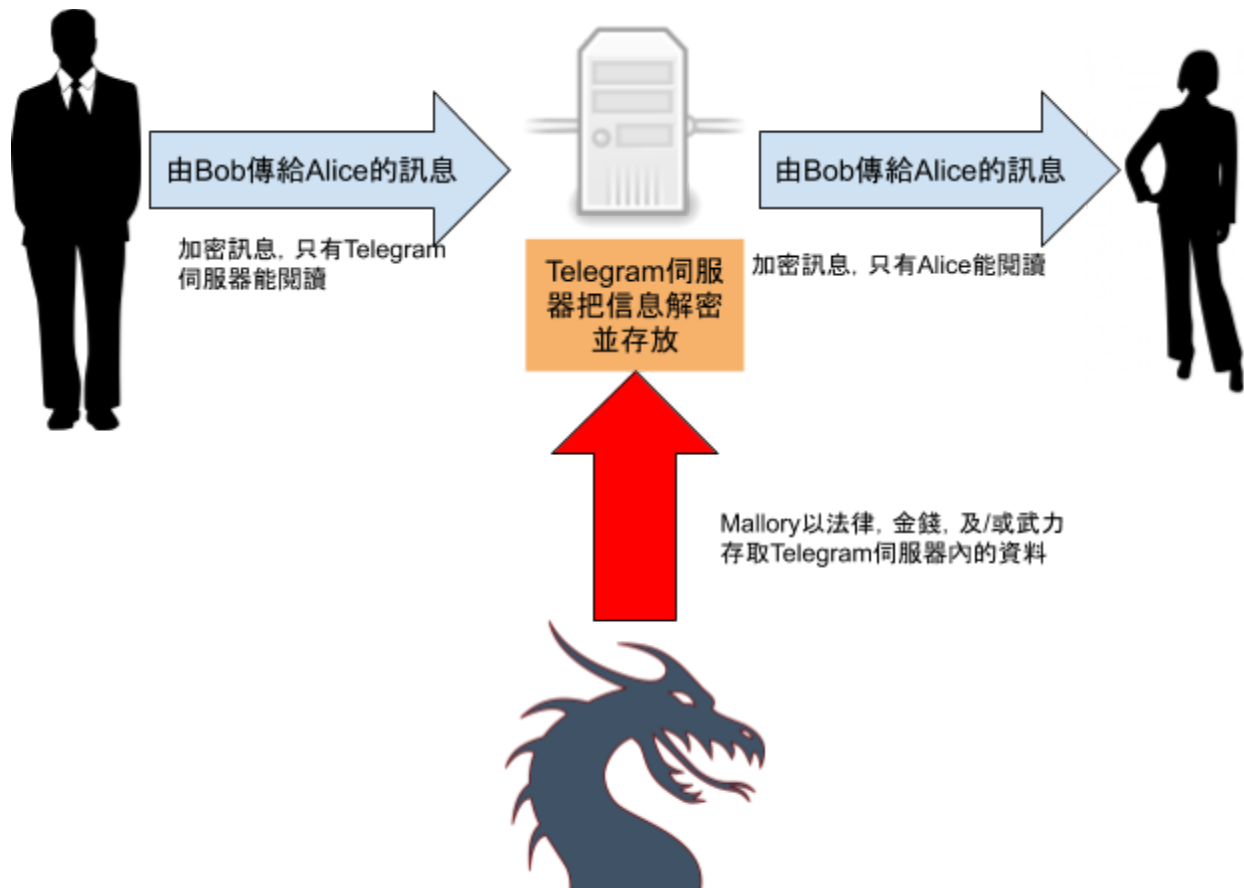 由Bob傳給Alice的訊息
加密訊息, 只有Telegram
伺服器能閱讀
Telegram伺服
器把信息解密
並存放
由Bob傳給Alice的訊息
加密訊息, 只有Alice能閱讀
Mallory以法律, 金錢, 及/或武力
存取Telegram伺服器內的資料